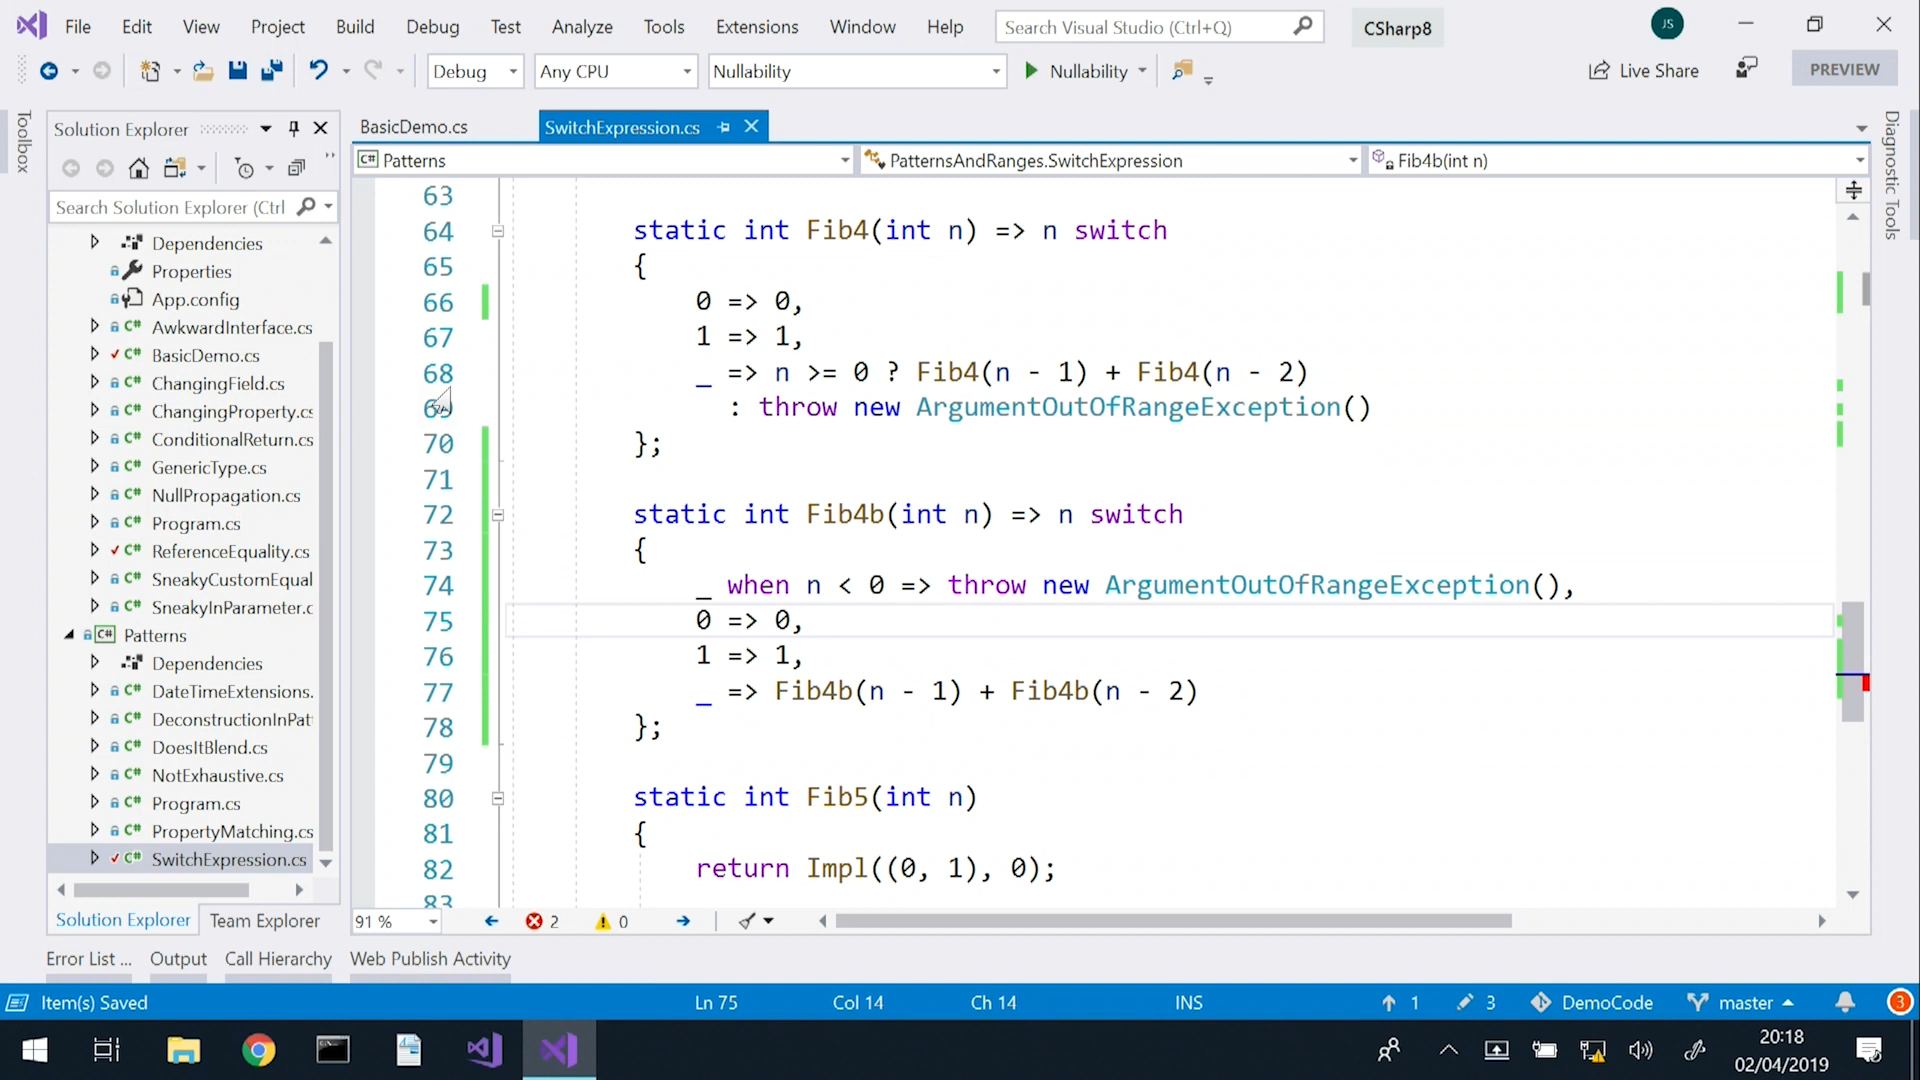 File Edit View Project Build Debug Test Analyze Tools Extensions Window Help Search Visual Studio (Ctrl+Q) CSharp8 JS
Debug Any CPU Nullability Nullability Live Share PREVIEW
Toolbox
Solution Explorer
Search Solution Explorer (Ctrl
Dependencies
Properties
App.config
C# AwkwardInterface.cs
C# BasicDemo.cs
C# ChangingField.cs
C# ChangingProperty.cs
C# ConditionalReturn.cs
C# GenericType.cs
C# NullPropagation.cs
C# Program.cs
C# ReferenceEquality.cs
C# SneakyCustomEqual
C# SneakyInParameter.c
C# Patterns
Dependencies
C# DateTimeExtensions.
C# DeconstructionInPat
C# DoesItBlend.cs
C# NotExhaustive.cs
C# Program.cs
C# PropertyMatching.cs
C# SwitchExpression.cs
Solution Explorer Team Explorer
BasicDemo.cs SwitchExpression.cs
C# Patterns PatternsAndRanges.SwitchExpression Fib4b(int n)
63
64 static int Fib4(int n) => n switch
65 {
66 0 => 0,
67 1 => 1,
68 _ => n >= 0 ? Fib4(n - 1) + Fib4(n - 2)
69 : throw new ArgumentOutOfRangeException()
70 };
71
72 static int Fib4b(int n) => n switch
73 {
74 _ when n < 0 => throw new ArgumentOutOfRangeException(),
75 0 => 0,
76 1 => 1,
77 _ => Fib4b(n - 1) + Fib4b(n - 2)
78 };
79
80 static int Fib5(int n)
81 {
82 return Impl((0, 1), 0);
83
91 % 2 0
Diagnostic Tools
Error List ... Output Call Hierarchy Web Publish Activity
Item(s) Saved Ln 75 Col 14 Ch 14 INS 1 3 DemoCode master 3
20:18
02/04/2019